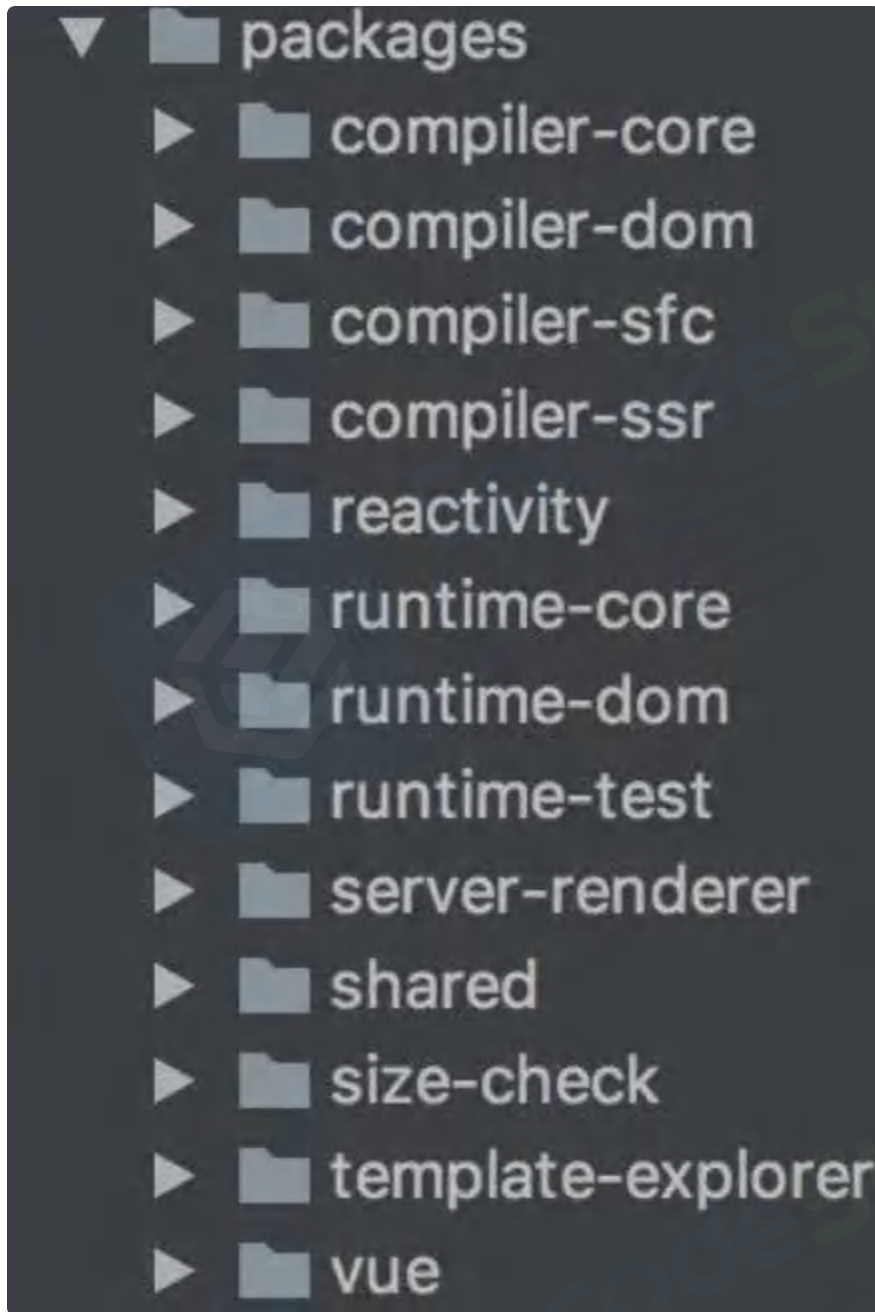 packages
compiler-core
compiler-dom
compiler-sfc
compiler-ssr
reactivity
runtime-core
runtime-dom
runtime-test
server-renderer
shared
size-check
template-explorer
vue